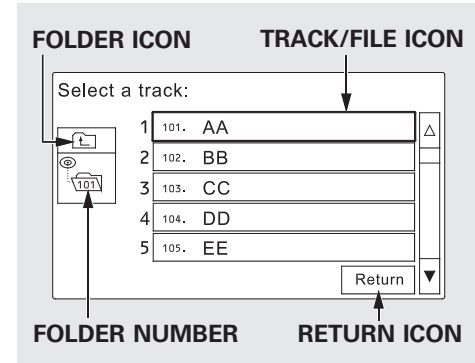 FOLDER ICON TRACK/FILE ICON
Select a track:
1 101. AA
2 102. BB
3 103. CC
101
4 104. DD
5 105. EE
Return
FOLDER NUMBER RETURN ICON